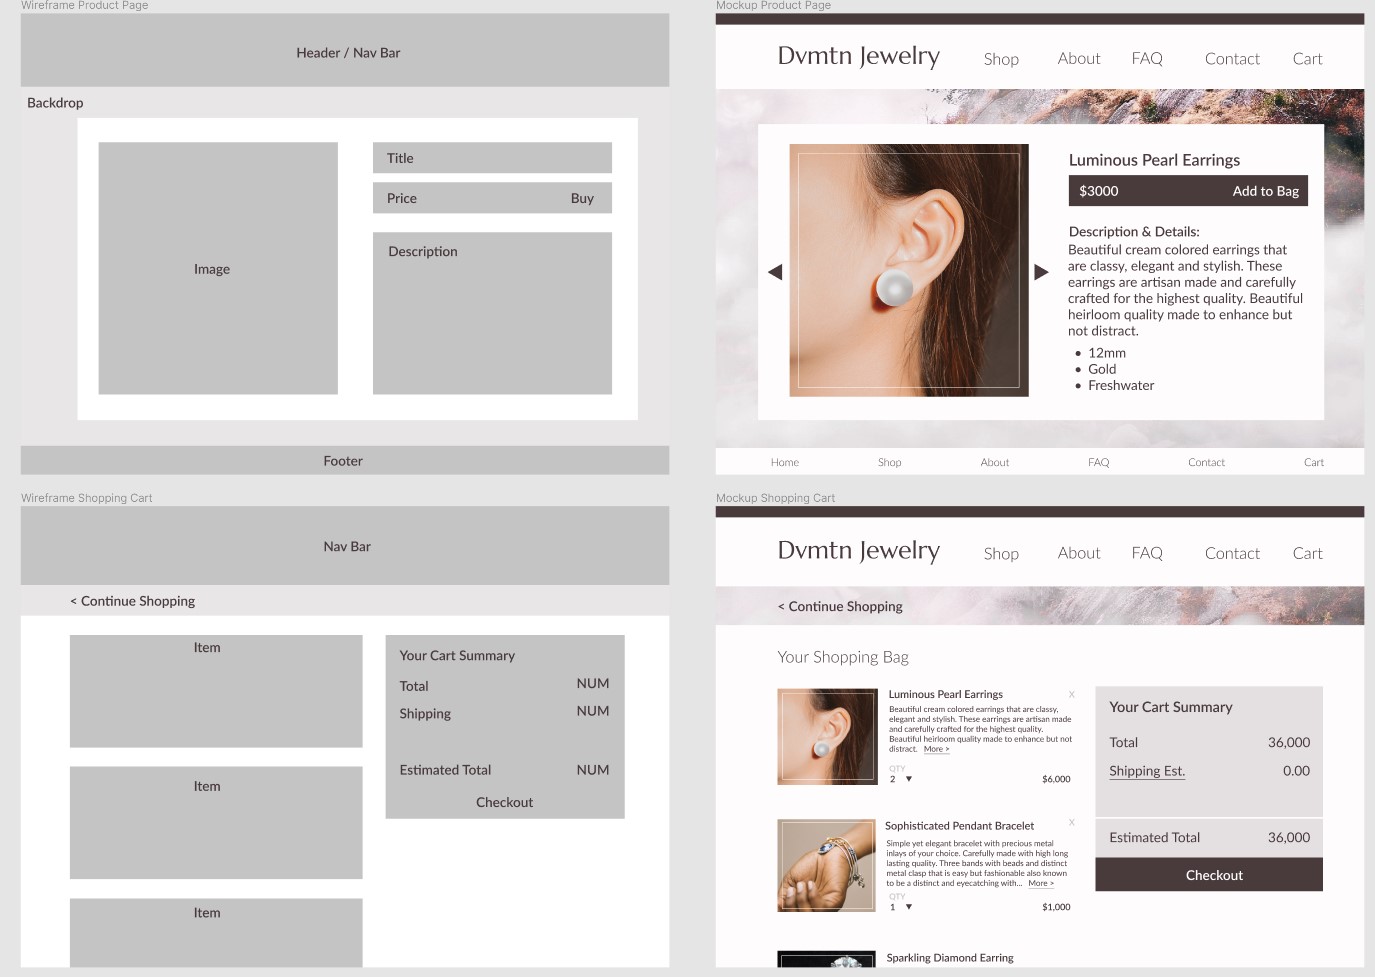 Wireframe Product Page
Header / Nav Bar
Backdrop
Image
Title
Price Buy
Description
Footer
Mockup Product Page
Dvmtn Jewelry Shop About FAQ Contact Cart
Luminous Pearl Earrings
$3000 Add to Bag
Description & Details:
Beautiful cream colored earrings that
are classy, elegant and stylish. These
earrings are artisan made and carefully
crafted for the highest quality. Beautiful
heirloom quality made to enhance but
not distract.
• 12mm
• Gold
• Freshwater
Home Shop About FAQ Contact Cart
Wireframe Shopping Cart
Nav Bar
< Continue Shopping
Item
Item
Item
Your Cart Summary
Total NUM
Shipping NUM
Estimated Total NUM
Checkout
Mockup Shopping Cart
Dvmtn Jewelry Shop About FAQ Contact Cart
< Continue Shopping
Your Shopping Bag
Luminous Pearl Earrings X
Beautiful cream colored earrings that are classy,
elegant and stylish. These earrings are artisan made
and carefully crafted for the highest quality.
Beautiful heirloom quality made to enhance but not
distract. More >
QTY
2 ▼ $6,000
Sophisticated Pendant Bracelet X
Simple yet elegant bracelet with precious metal
inlays of your choice. Carefully made with high long
lasting quality. Three bands with beads and distinct
metal clasp that is easy but fashionable also known
to be a distinct and eyecatching with... More >
QTY
1 ▼ $1,000
Sparkling Diamond Earring
Your Cart Summary
Total 36,000
Shipping Est. 0.00
Estimated Total 36,000
Checkout